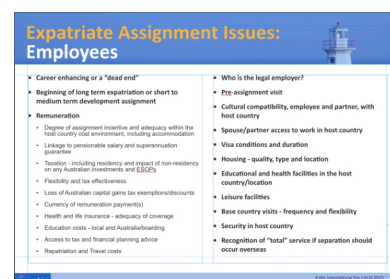 Expatriate Assignment Issues:
Employees
• Career enhancing or a "dead end"
• Beginning of long term expatriation or short to
medium term development assignment
• Remuneration
• Degree of assignment incentive and adequacy within the
host country cost environment, including accommodation
• Linkage to pensionable salary and superannuation
guarantee
• Taxation - including residency and impact of non-residency
on any Australian investments and ESOPs
• Flexibility and tax effectiveness
• Loss of Australian capital gains tax exemptions/discounts
• Currency of remuneration payment(s)
• Health and life insurance - adequacy of coverage
• Education costs - local and Australia/boarding
• Access to tax and financial planning advice
• Repatriation and Travel costs
• Who is the legal employer?
• Pre-assignment visit
• Cultural compatibility, employee and partner, with
host country
• Spouse/partner access to work in host country
• Visa conditions and duration
• Housing - quality, type and location
• Educational and health facilities in the host
country/location
• Leisure facilities
• Base country visits - frequency and flexibility
• Security in host country
• Recognition of "total" service if separation should
occur overseas